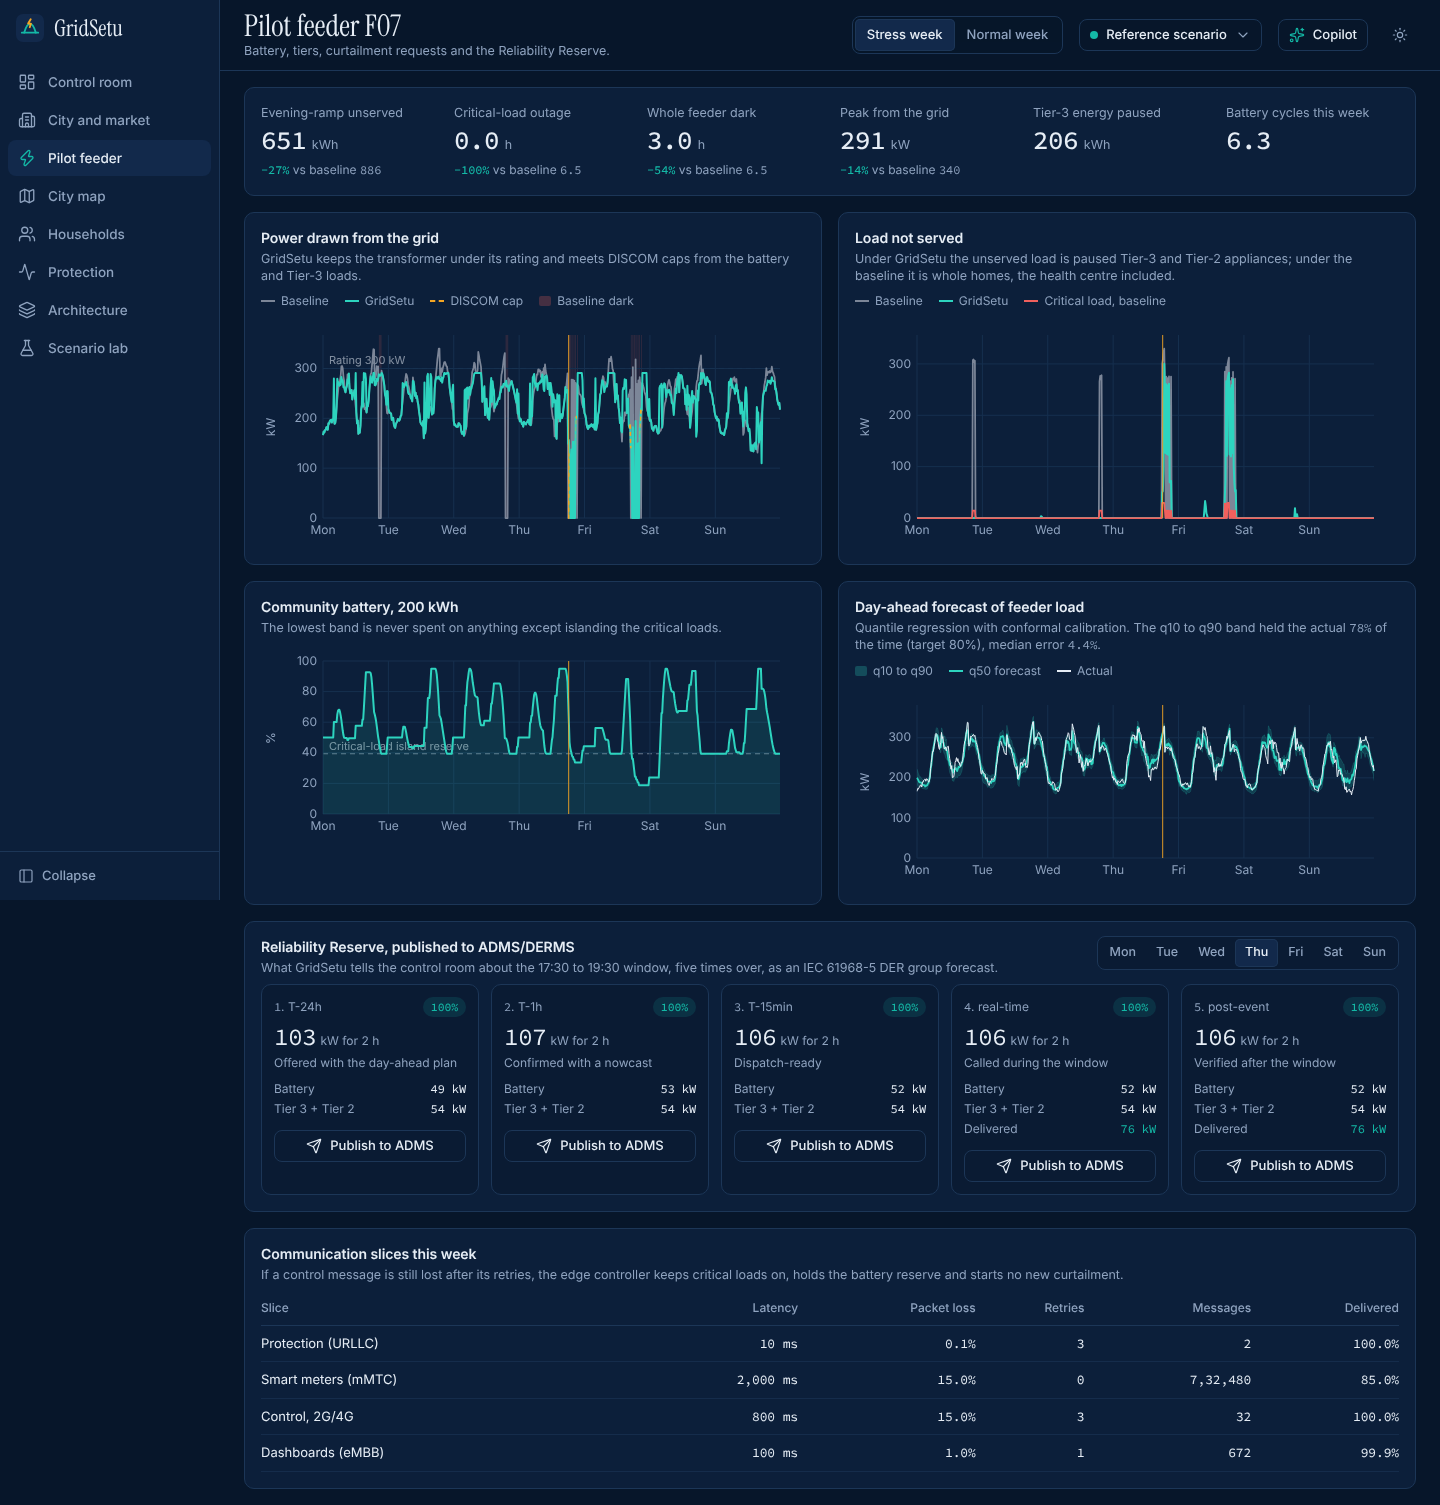 GridSetu
Control room
City and market
Pilot feeder
City map
Households
Protection
Architecture
Scenario lab
Collapse
Pilot feeder F07
Battery, tiers, curtailment requests and the Reliability Reserve.
Stress week
Normal week
Reference scenario
Copilot
Evening-ramp unserved
651 kWh
−27% vs baseline 886
Critical-load outage
0.0 h
−100% vs baseline 6.5
Whole feeder dark
3.0 h
−54% vs baseline 6.5
Peak from the grid
291 kW
−14% vs baseline 340
Tier-3 energy paused
206 kWh
Battery cycles this week
6.3
Power drawn from the grid
GridSetu keeps the transformer under its rating and meets DISCOM caps from the battery
and Tier-3 loads.
Baseline GridSetu DISCOM cap Baseline dark
Rating 300 kW
kW
300
200
100
0
Mon Tue Wed Thu Fri Sat Sun
Load not served
Under GridSetu the unserved load is paused Tier-3 and Tier-2 appliances; under the
baseline it is whole homes, the health centre included.
Baseline GridSetu Critical load, baseline
kW
300
200
100
0
Mon Tue Wed Thu Fri Sat Sun
Community battery, 200 kWh
The lowest band is never spent on anything except islanding the critical loads.
%
100
80
60
40
20
0
Critical-load island reserve
Mon Tue Wed Thu Fri Sat Sun
Day-ahead forecast of feeder load
Quantile regression with conformal calibration. The q10 to q90 band held the actual 78% of
the time (target 80%), median error 4.4%.
q10 to q90 q50 forecast Actual
kW
300
200
100
0
Mon Tue Wed Thu Fri Sat Sun
Reliability Reserve, published to ADMS/DERMS
What GridSetu tells the control room about the 17:30 to 19:30 window, five times over, as an IEC 61968-5 DER group forecast.
Mon Tue Wed Thu Fri Sat Sun
1. T-24h 100%
103 kW for 2 h
Offered with the day-ahead plan
Battery 49 kW
Tier 3 + Tier 2 54 kW
Publish to ADMS
2. T-1h 100%
107 kW for 2 h
Confirmed with a nowcast
Battery 53 kW
Tier 3 + Tier 2 54 kW
Publish to ADMS
3. T-15min 100%
106 kW for 2 h
Dispatch-ready
Battery 52 kW
Tier 3 + Tier 2 54 kW
Publish to ADMS
4. real-time 100%
106 kW for 2 h
Called during the window
Battery 52 kW
Tier 3 + Tier 2 54 kW
Delivered 76 kW
Publish to ADMS
5. post-event 100%
106 kW for 2 h
Verified after the window
Battery 52 kW
Tier 3 + Tier 2 54 kW
Delivered 76 kW
Publish to ADMS
Communication slices this week
If a control message is still lost after its retries, the edge controller keeps critical loads on, holds the battery reserve and starts no new curtailment.
Slice Latency Packet loss Retries Messages Delivered
Protection (URLLC) 10 ms 0.1% 3 2 100.0%
Smart meters (mMTC) 2,000 ms 15.0% 0 7,32,480 85.0%
Control, 2G/4G 800 ms 15.0% 3 32 100.0%
Dashboards (eMBB) 100 ms 1.0% 1 672 99.9%